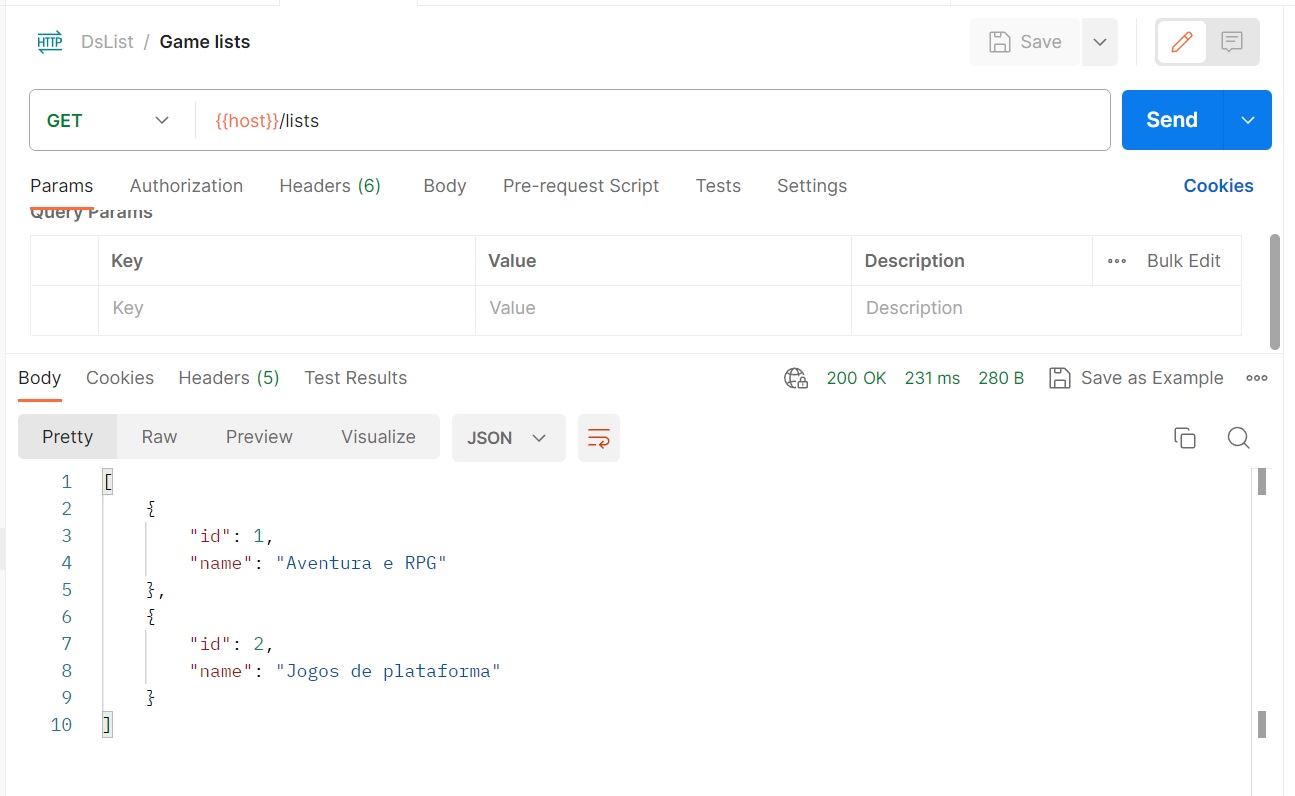 HTTP DsList / Game lists Save
GET {{host}}/lists Send
Params Authorization Headers (6) Body Pre-request Script Tests Settings Cookies
Query Params
Key Value Description Bulk Edit
Key Value Description
Body Cookies Headers (5) Test Results 200 OK 231 ms 280 B Save as Example
Pretty Raw Preview Visualize JSON
1 [
2 {
3 "id": 1,
4 "name": "Aventura e RPG"
5 },
6 {
7 "id": 2,
8 "name": "Jogos de plataforma"
9 }
10 ]